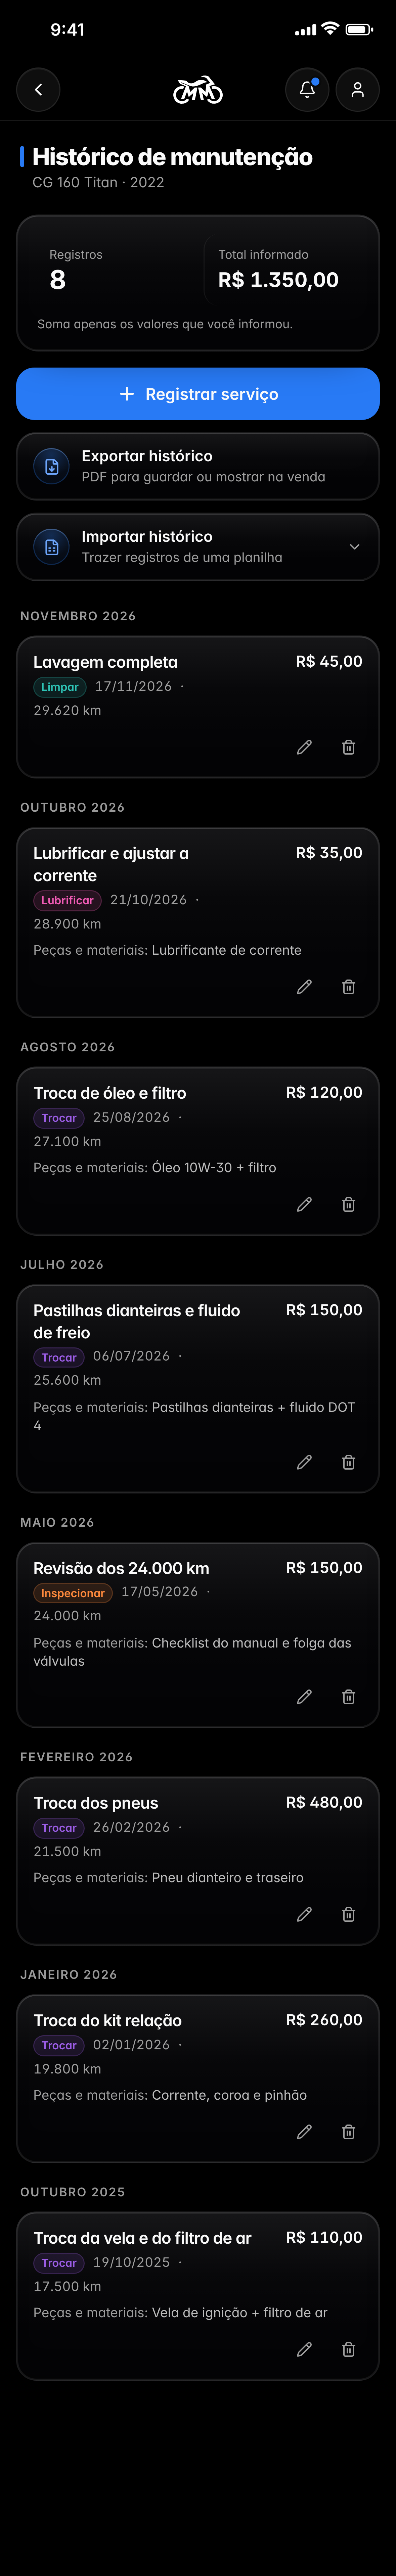 9:41
MM
Histórico de manutenção
CG 160 Titan · 2022
Registros
8
Total informado
R$ 1.350,00
Soma apenas os valores que você informou.
+ Registrar serviço
Exportar histórico
PDF para guardar ou mostrar na venda
Importar histórico
Trazer registros de uma planilha
NOVEMBRO 2026
Lavagem completa R$ 45,00
Limpar 17/11/2026 ·
29.620 km
OUTUBRO 2026
Lubrificar e ajustar a R$ 35,00
corrente
Lubrificar 21/10/2026 ·
28.900 km
Peças e materiais: Lubrificante de corrente
AGOSTO 2026
Troca de óleo e filtro R$ 120,00
Trocar 25/08/2026 ·
27.100 km
Peças e materiais: Óleo 10W-30 + filtro
JULHO 2026
Pastilhas dianteiras e fluido R$ 150,00
de freio
Trocar 06/07/2026 ·
25.600 km
Peças e materiais: Pastilhas dianteiras + fluido DOT
4
MAIO 2026
Revisão dos 24.000 km R$ 150,00
Inspecionar 17/05/2026 ·
24.000 km
Peças e materiais: Checklist do manual e folga das
válvulas
FEVEREIRO 2026
Troca dos pneus R$ 480,00
Trocar 26/02/2026 ·
21.500 km
Peças e materiais: Pneu dianteiro e traseiro
JANEIRO 2026
Troca do kit relação R$ 260,00
Trocar 02/01/2026 ·
19.800 km
Peças e materiais: Corrente, coroa e pinhão
OUTUBRO 2025
Troca da vela e do filtro de ar R$ 110,00
Trocar 19/10/2025 ·
17.500 km
Peças e materiais: Vela de ignição + filtro de ar